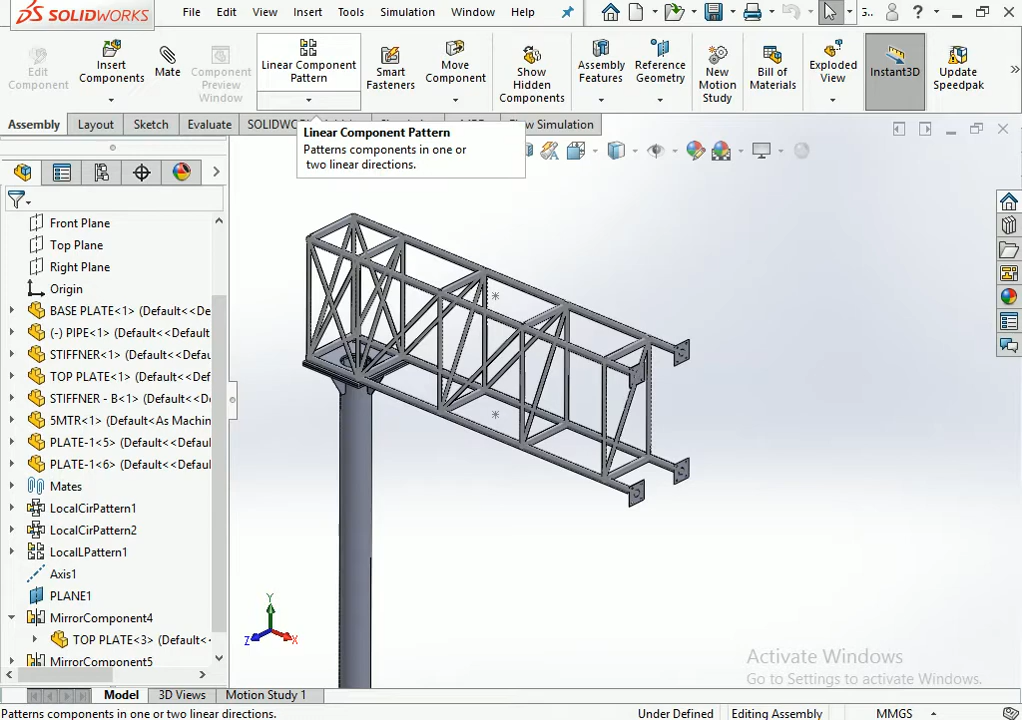 SOLIDWORKS File Edit View Insert Tools Simulation Window Help 5.. ?
Edit Component
Insert Components
Mate
Component Preview Window
Linear Component Pattern
Smart Fasteners
Move Component
Show Hidden Components
Assembly Features
Reference Geometry
New Motion Study
Bill of Materials
Exploded View
Instant3D
Update Speedpak
Assembly Layout Sketch Evaluate
Linear Component Pattern
Patterns components in one or
two linear directions.
Front Plane
Top Plane
Right Plane
Origin
BASE PLATE<1> (Default<<De
(-) PIPE<1> (Default<<Default
STIFFNER<1> (Default<<Defau
TOP PLATE<1> (Default<<Def
STIFFNER - B<1> (Default<<D
5MTR<1> (Default<As Machin
PLATE-1<5> (Default<<Defaul
PLATE-1<6> (Default<<Defaul
Mates
LocalCirPattern1
LocalCirPattern2
LocalLPattern1
Axis1
PLANE1
MirrorComponent4
TOP PLATE<3> (Default<
MirrorComponent5
Y
Z
X
Activate Windows
Go to Settings to activate Windows.
Model 3D Views Motion Study 1
Patterns components in one or two linear directions. Under Defined Editing Assembly MMGS